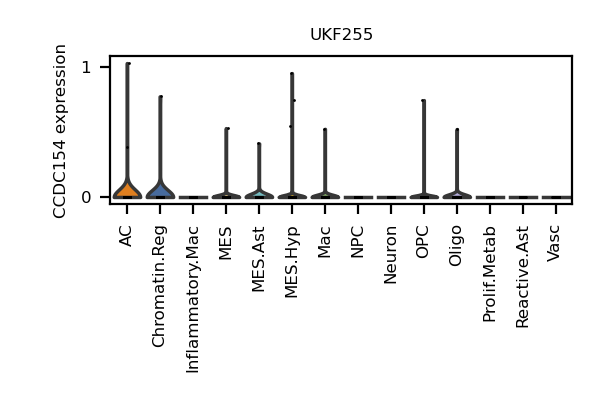 UKF255
CCDC154 expression
1
0
AC
Chromatin.Reg
Inflammatory.Mac
MES
MES.Ast
MES.Hyp
Mac
NPC
Neuron
OPC
Oligo
Prolif.Metab
Reactive.Ast
Vasc